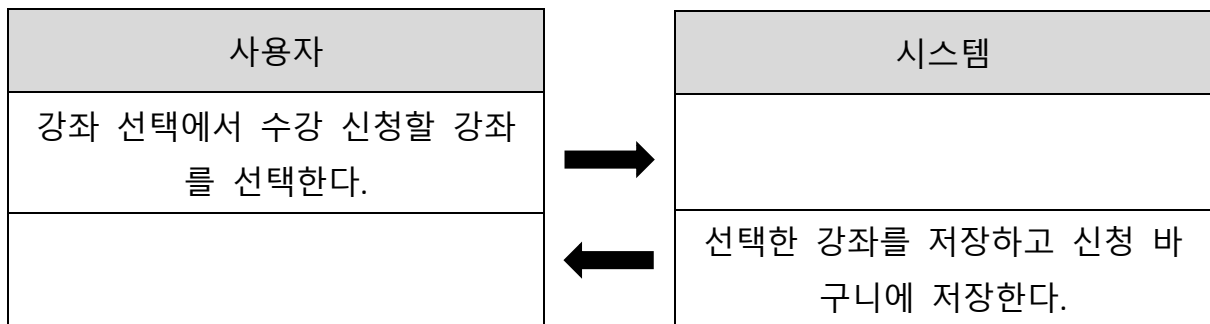 사용자
시스템
강좌 선택에서 수강 신청할 강좌
를 선택한다.
선택한 강좌를 저장하고 신청 바
구니에 저장한다.